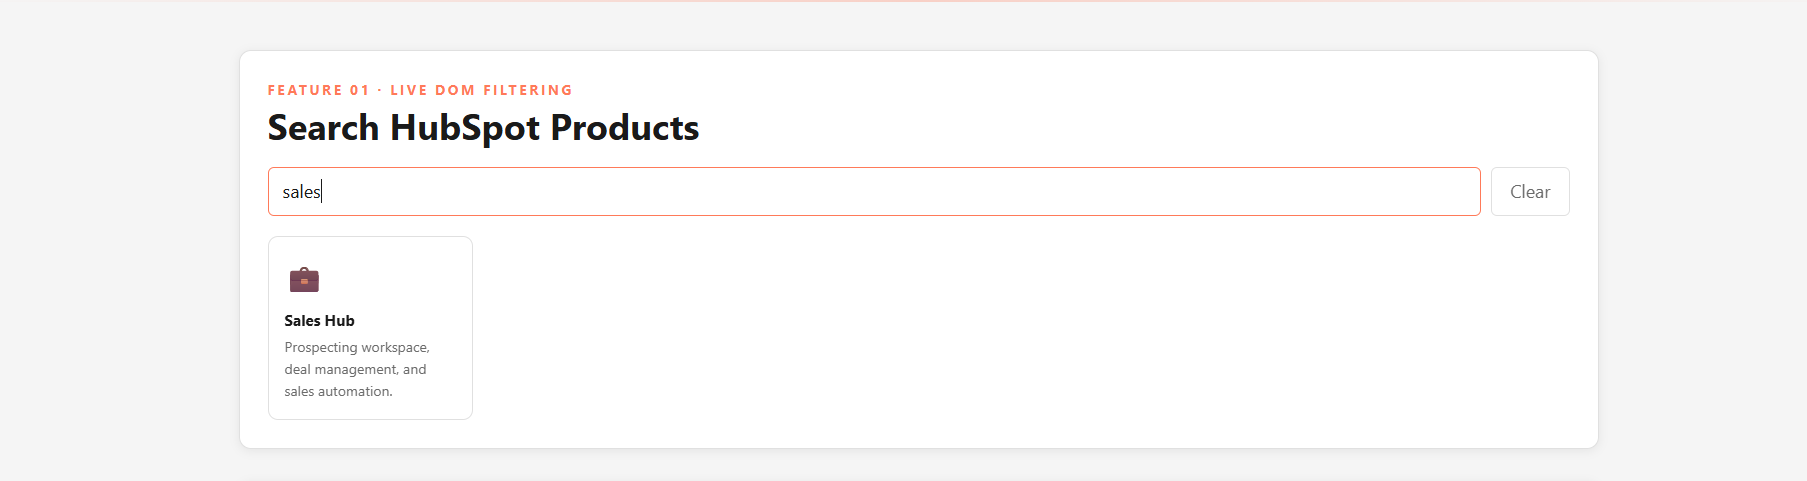 FEATURE 01 · LIVE DOM FILTERING
Search HubSpot Products
sales
Clear
Sales Hub
Prospecting workspace,
deal management, and
sales automation.